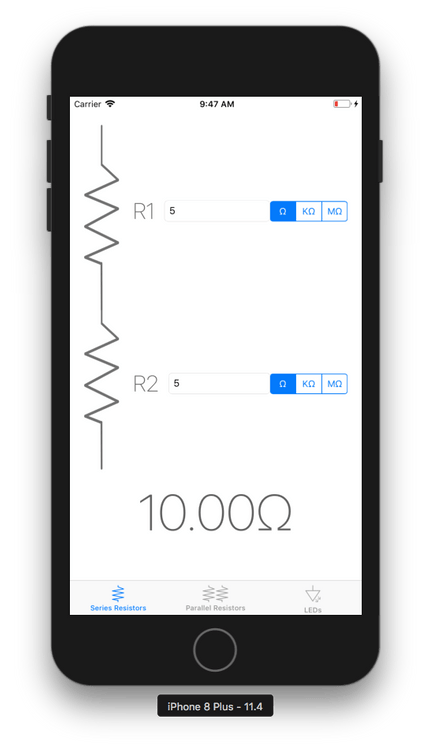 Carrier 9:47 AM
R1 5 Ω KΩ MΩ
R2 5 Ω KΩ MΩ
10.00Ω
Series Resistors Parallel Resistors LEDs
iPhone 8 Plus - 11.4